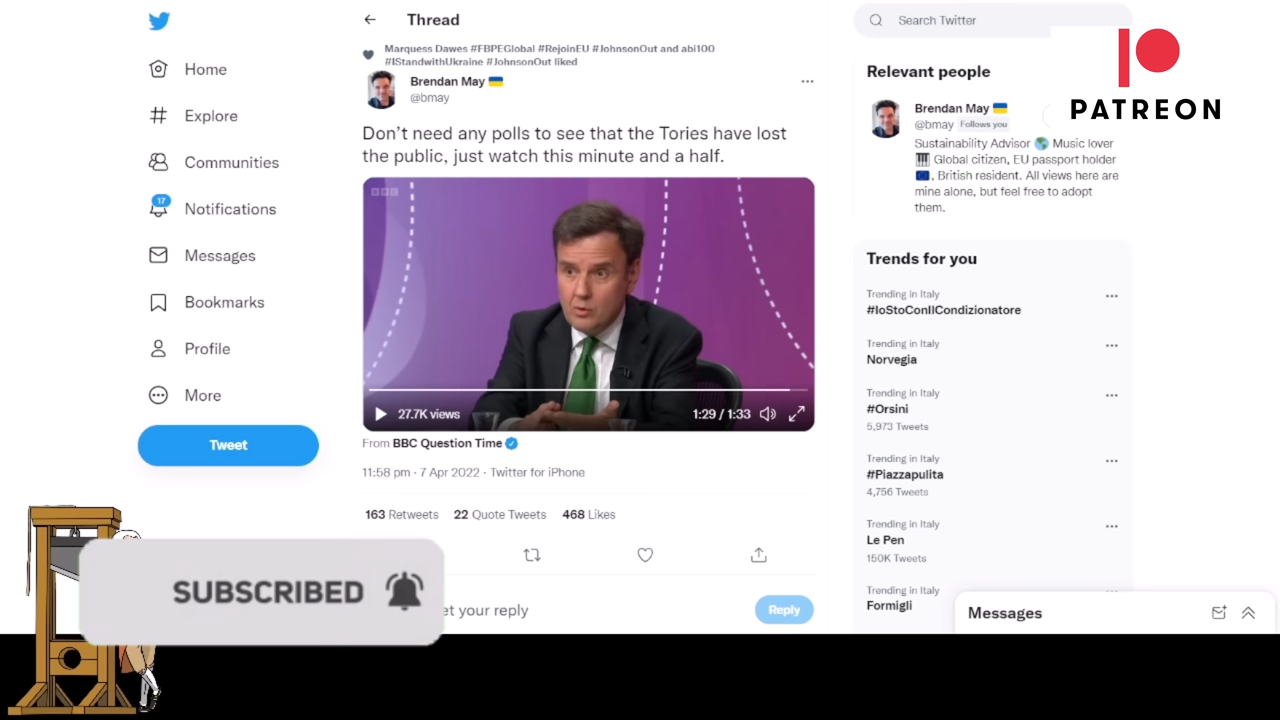 Thread
Marquess Dawes #FBPEGlobal #RejoinEU #JohnsonOut and abi100
#IStandwithUkraine #JohnsonOut liked
Brendan May
@bmay
Don't need any polls to see that the Tories have lost
the public, just watch this minute and a half.
BBC
27.7K views
1:29 / 1:33
From BBC Question Time
11:58 pm · 7 Apr 2022 · Twitter for iPhone
163 Retweets 22 Quote Tweets 468 Likes
et your reply
Reply
Home
Explore
Communities
17
Notifications
Messages
Bookmarks
Profile
More
Tweet
SUBSCRIBED
Search Twitter
PATREON
Relevant people
Brendan May
@bmay Follows you
Sustainability Advisor Music lover
Global citizen, EU passport holder
, British resident. All views here are
mine alone, but feel free to adopt
them.
Trends for you
Trending in Italy
#IoStoConIlCondizionatore
Trending in Italy
Norvegia
Trending in Italy
#Orsini
5,973 Tweets
Trending in Italy
#Piazzapulita
4,756 Tweets
Trending in Italy
Le Pen
150K Tweets
Trending in Italy
Formigli
Messages